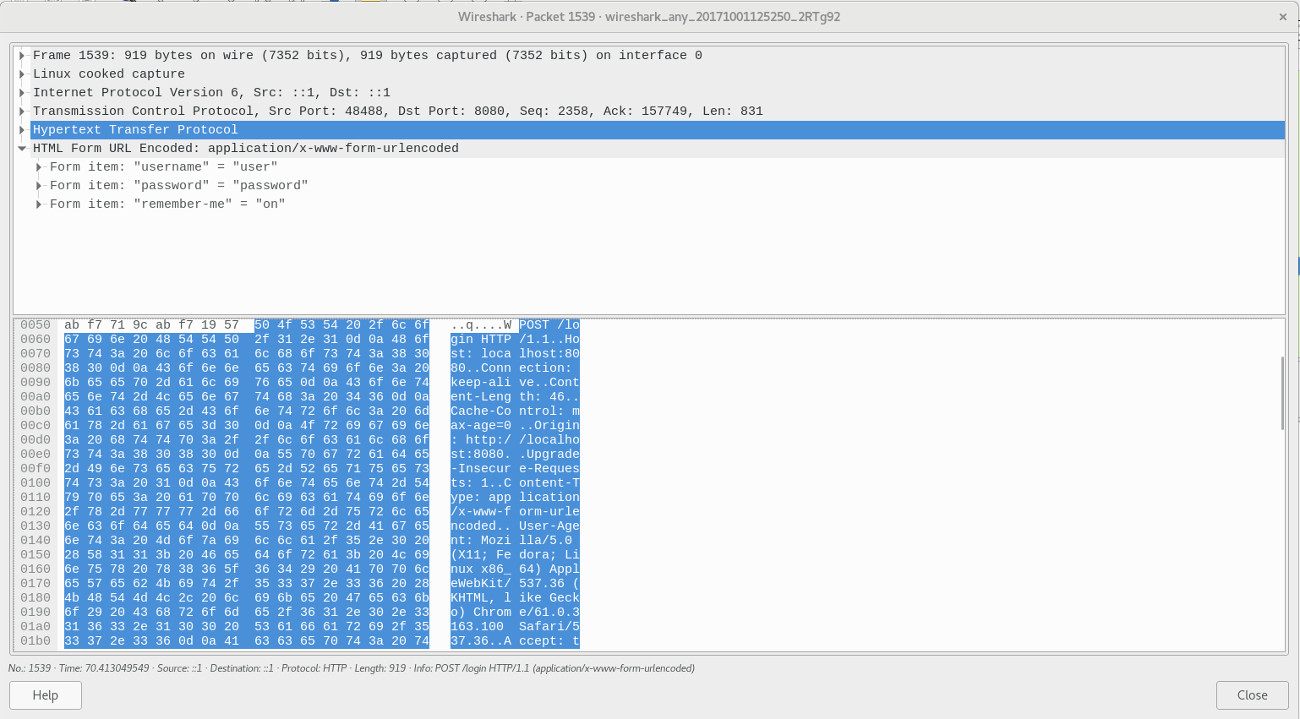 Wireshark · Packet 1539 · wireshark_any_20171001125250_2RTg92
Frame 1539: 919 bytes on wire (7352 bits), 919 bytes captured (7352 bits) on interface 0
Linux cooked capture
Internet Protocol Version 6, Src: ::1, Dst: ::1
Transmission Control Protocol, Src Port: 48488, Dst Port: 8080, Seq: 2358, Ack: 157749, Len: 831
Hypertext Transfer Protocol
HTML Form URL Encoded: application/x-www-form-urlencoded
Form item: "username" = "user"
Form item: "password" = "password"
Form item: "remember-me" = "on"
0050 ab f7 71 9c ab f7 19 57 50 4f 53 54 20 2f 6c 6f ..q....W POST /lo
0060 67 69 6e 20 48 54 54 50 2f 31 2e 31 0d 0a 48 6f gin HTTP /1.1..Ho
0070 73 74 3a 20 6c 6f 63 61 6c 68 6f 73 74 3a 38 30 st: loca lhost:80
0080 38 30 0d 0a 43 6f 6e 6e 65 63 74 69 6f 6e 3a 20 80..Conn ection:
0090 6b 65 65 70 2d 61 6c 69 76 65 0d 0a 43 6f 6e 74 keep-ali ve..Cont
00a0 65 6e 74 2d 4c 65 6e 67 74 68 3a 20 34 36 0d 0a ent-Leng th: 46..
00b0 43 61 63 68 65 2d 43 6f 6e 74 72 6f 6c 3a 20 6d Cache-Co ntrol: m
00c0 61 78 2d 61 67 65 3d 30 0d 0a 4f 72 69 67 69 6e ax-age=0 ..Origin
00d0 3a 20 68 74 74 70 3a 2f 2f 6c 6f 63 61 6c 68 6f : http:/ /localho
00e0 73 74 3a 38 30 38 30 0d 0a 55 70 67 72 61 64 65 st:8080. .Upgrade
00f0 2d 49 6e 73 65 63 75 72 65 2d 52 65 71 75 65 73 -Insecur e-Reques
0100 74 73 3a 20 31 0d 0a 43 6f 6e 74 65 6e 74 2d 54 ts: 1..C ontent-T
0110 79 70 65 3a 20 61 70 70 6c 69 63 61 74 69 6f 6e ype: app lication
0120 2f 78 2d 77 77 77 2d 66 6f 72 6d 2d 75 72 6c 65 /x-www-f orm-urle
0130 6e 63 6f 64 65 64 0d 0a 55 73 65 72 2d 41 67 65 ncoded.. User-Age
0140 6e 74 3a 20 4d 6f 7a 69 6c 6c 61 2f 35 2e 30 20 nt: Mozi lla/5.0
0150 28 58 31 31 3b 20 46 65 64 6f 72 61 3b 20 4c 69 (X11; Fe dora; Li
0160 6e 75 78 20 78 38 36 5f 36 34 29 20 41 70 70 6c nux x86_ 64) Appl
0170 65 57 65 62 4b 69 74 2f 35 33 37 2e 33 36 20 28 eWebKit/ 537.36 (
0180 4b 48 54 4d 4c 2c 20 6c 69 6b 65 20 47 65 63 6b KHTML, l ike Geck
0190 6f 29 20 43 68 72 6f 6d 65 2f 36 31 2e 30 2e 33 o) Chrom e/61.0.3
01a0 31 36 33 2e 31 30 30 20 53 61 66 61 72 69 2f 35 163.100 Safari/5
01b0 33 37 2e 33 36 0d 0a 41 63 63 65 70 74 3a 20 74 37.36..A ccept: t
No.: 1539 · Time: 70.413049549 · Source: ::1 · Destination: ::1 · Protocol: HTTP · Length: 919 · Info: POST /login HTTP/1.1 (application/x-www-form-urlencoded)
Help
Close